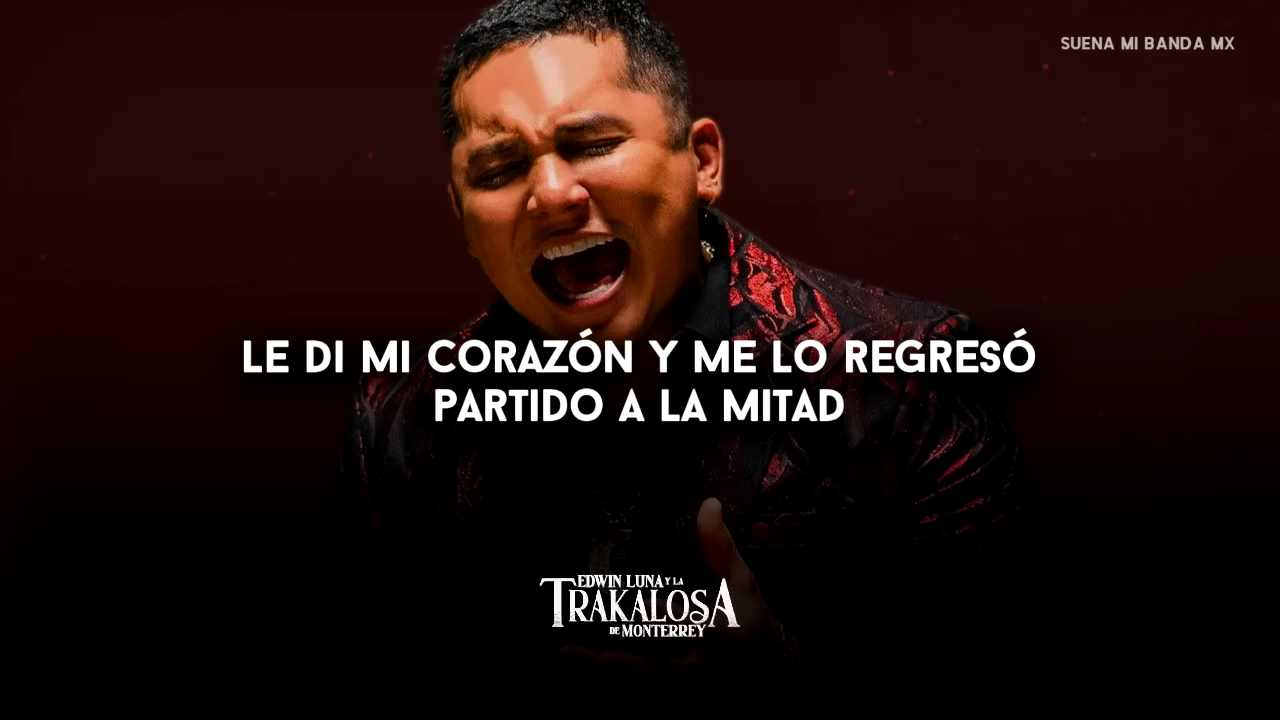 SUENA MI BANDA MX
LE DI MI CORAZÓN Y ME LO REGRESÓ
PARTIDO A LA MITAD
EDWIN LUNA Y LA
TRAKALOSA
DE MONTERREY